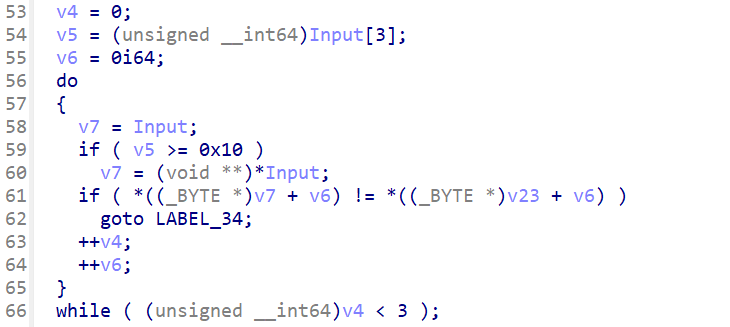 53 v4 = 0;
54 v5 = (unsigned __int64)Input[3];
55 v6 = 0i64;
56 do
57 {
58 v7 = Input;
59 if ( v5 >= 0x10 )
60 v7 = (void **)*Input;
61 if ( *((_BYTE *)v7 + v6) != *((_BYTE *)v23 + v6) )
62 goto LABEL_34;
63 ++v4;
64 ++v6;
65 }
66 while ( (unsigned __int64)v4 < 3 );